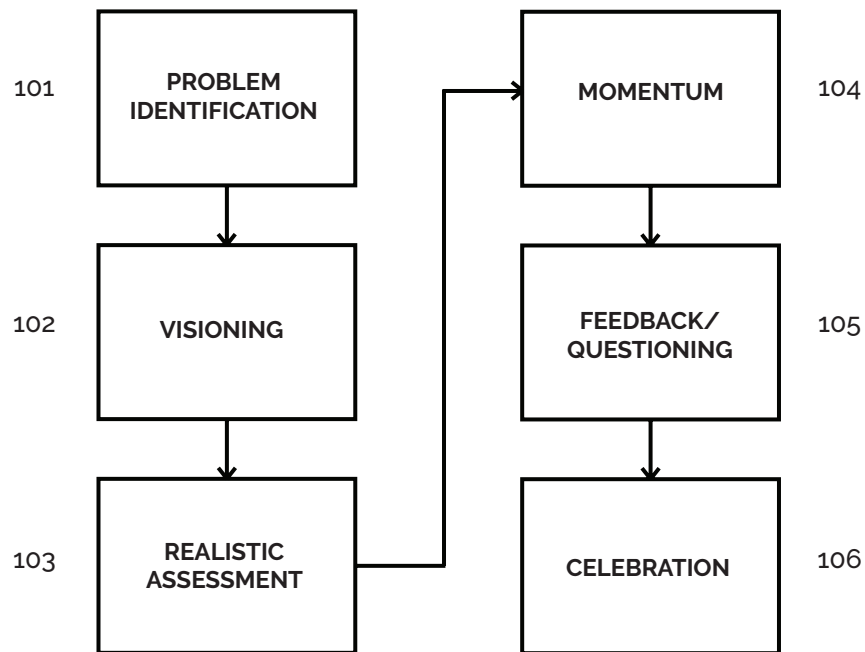 101
PROBLEM
IDENTIFICATION
102
VISIONING
103
REALISTIC
ASSESSMENT
MOMENTUM
104
FEEDBACK/
QUESTIONING
105
CELEBRATION
106